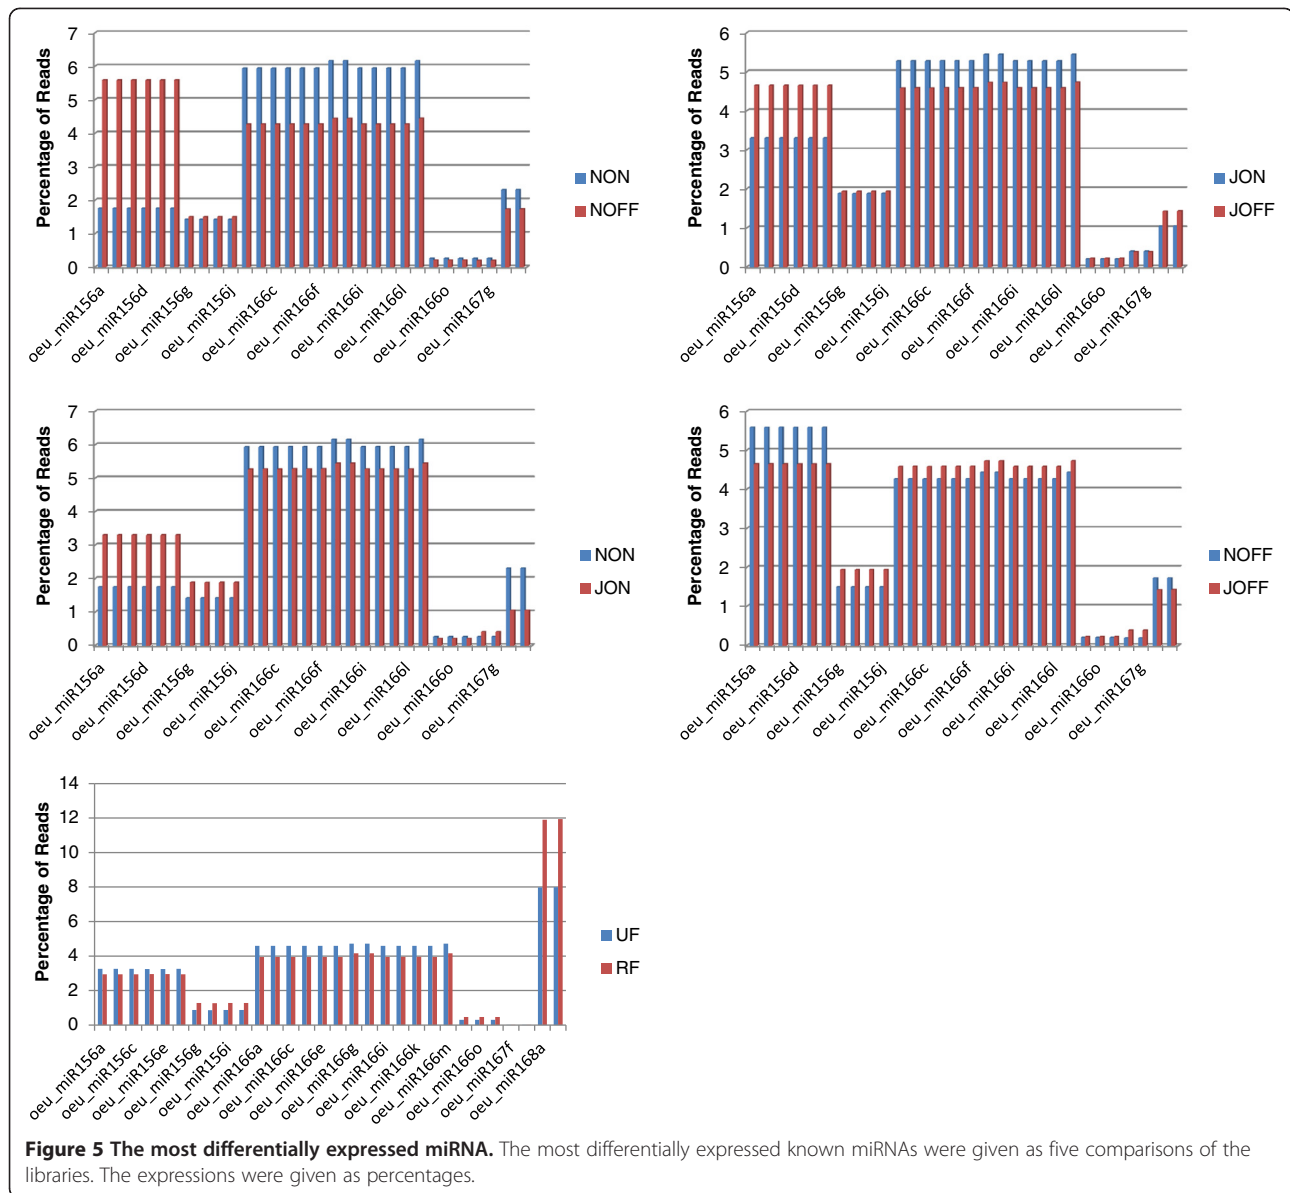 Percentage of Reads
7
6
5
4
3
2
1
0
oeu_miR156a
oeu_miR156d
oeu_miR156g
oeu_miR156j
oeu_miR166c
oeu_miR166f
oeu_miR166i
oeu_miR166l
oeu_miR166o
oeu_miR167g
NON
NOFF
Percentage of Reads
6
5
4
3
2
1
0
oeu_miR156a
oeu_miR156d
oeu_miR156g
oeu_miR156j
oeu_miR166c
oeu_miR166f
oeu_miR166i
oeu_miR166l
oeu_miR166o
oeu_miR167g
JON
JOFF
Percentage of Reads
7
6
5
4
3
2
1
0
oeu_miR156a
oeu_miR156d
oeu_miR156g
oeu_miR156j
oeu_miR166c
oeu_miR166f
oeu_miR166i
oeu_miR166l
oeu_miR166o
oeu_miR167g
NON
JON
Percentage of Reads
6
5
4
3
2
1
0
oeu_miR156a
oeu_miR156d
oeu_miR156g
oeu_miR156j
oeu_miR166c
oeu_miR166f
oeu_miR166i
oeu_miR166l
oeu_miR166o
oeu_miR167g
NOFF
JOFF
Percentage of Reads
14
12
10
8
6
4
2
0
oeu_miR156a
oeu_miR156c
oeu_miR156e
oeu_miR156g
oeu_miR156i
oeu_miR166a
oeu_miR166c
oeu_miR166e
oeu_miR166g
oeu_miR166i
oeu_miR166k
oeu_miR166m
oeu_miR166o
oeu_miR167f
oeu_miR168a
UF
RF
Figure 5 The most differentially expressed miRNA. The most differentially expressed known miRNAs were given as five comparisons of the
libraries. The expressions were given as percentages.